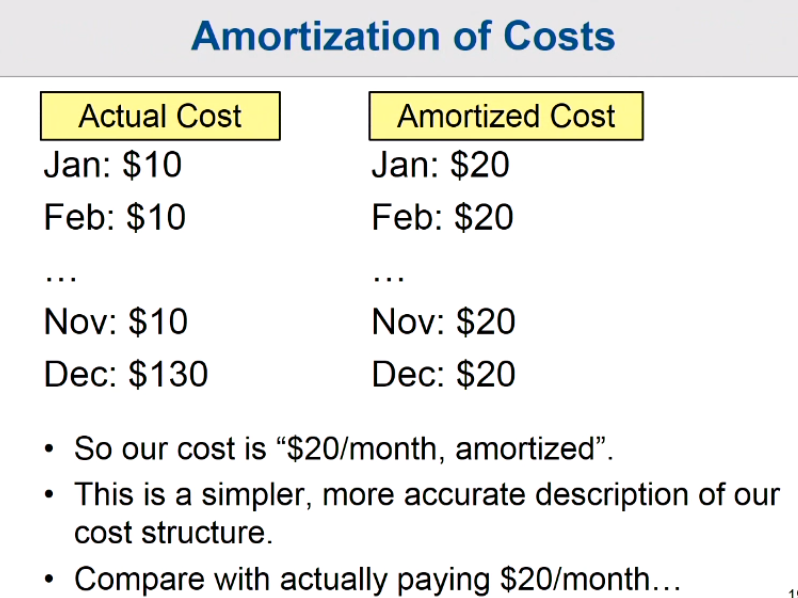 Amortization of Costs
Actual Cost
Jan: $10
Feb: $10
…
Nov: $10
Dec: $130
Amortized Cost
Jan: $20
Feb: $20
…
Nov: $20
Dec: $20
• So our cost is “$20/month, amortized”.
• This is a simpler, more accurate description of our
cost structure.
• Compare with actually paying $20/month…